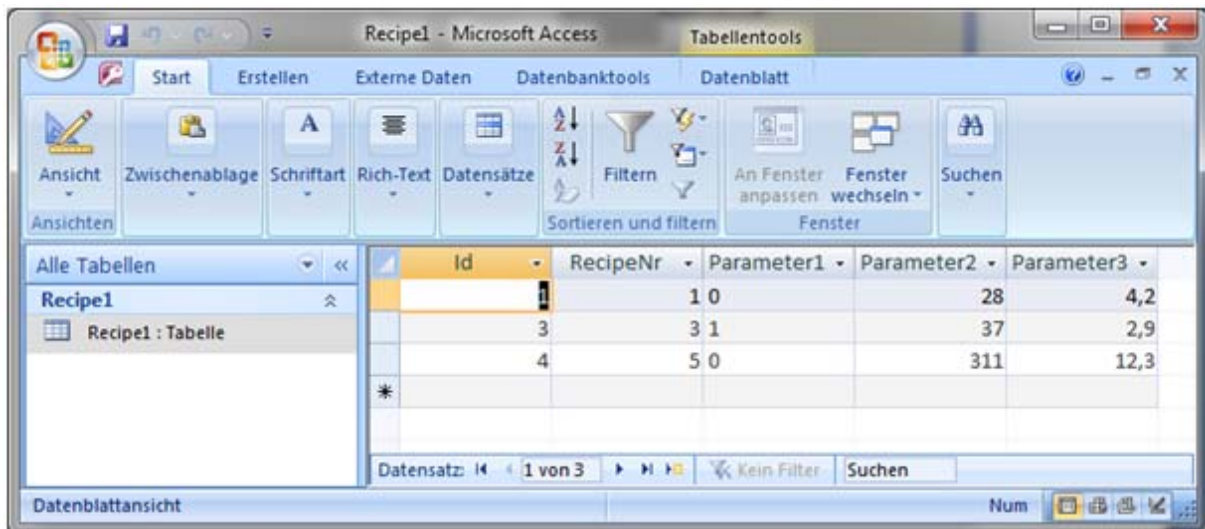 Recipe1 - Microsoft Access
Tabellentools
Start Erstellen Externe Daten Datenbanktools Datenblatt
Ansicht Zwischenablage Schriftart Rich-Text Datensätze Filtern An Fenster anpassen Fenster wechseln Suchen
Ansichten Sortieren und filtern Fenster
Alle Tabellen
Recipe1
Recipe1 : Tabelle
Id RecipeNr Parameter1 Parameter2 Parameter3
1 1 0 28 4,2
3 3 1 37 2,9
4 5 0 311 12,3
Datensatz: 1 von 3 Kein Filter Suchen
Datenblattansicht Num